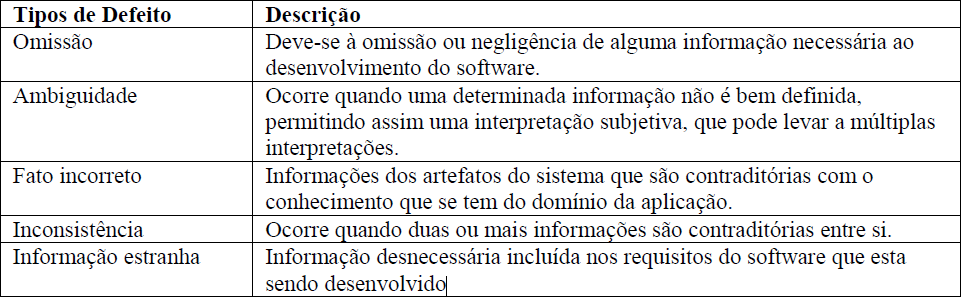 Tipos de Defeito Descrição
Omissão Deve-se à omissão ou negligência de alguma informação necessária ao
desenvolvimento do software.
Ambiguidade Ocorre quando uma determinada informação não é bem definida,
permitindo assim uma interpretação subjetiva, que pode levar a múltiplas
interpretações.
Fato incorreto Informações dos artefatos do sistema que são contraditórias com o
conhecimento que se tem do domínio da aplicação.
Inconsistência Ocorre quando duas ou mais informações são contraditórias entre si.
Informação estranha Informação desnecessária incluída nos requisitos do software que esta
sendo desenvolvido